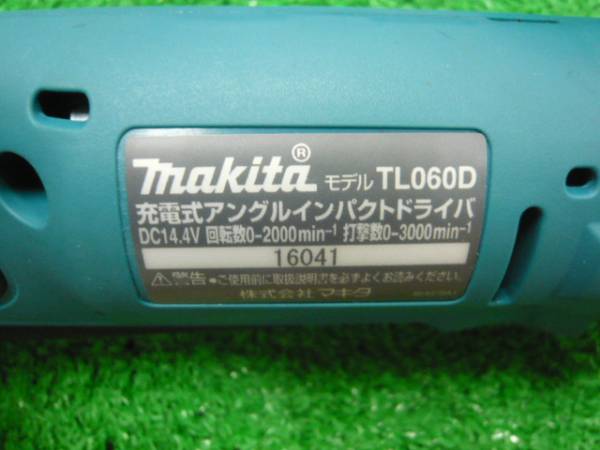 makita® モデル TL060D
充電式アングルインパクトドライバ
DC14.4V 回転数0-2000min⁻¹ 打撃数0-3000min⁻¹
16041
⚠警告●ご使用前に取扱説明書を必ずよくお読みください。
株式会社マキタ